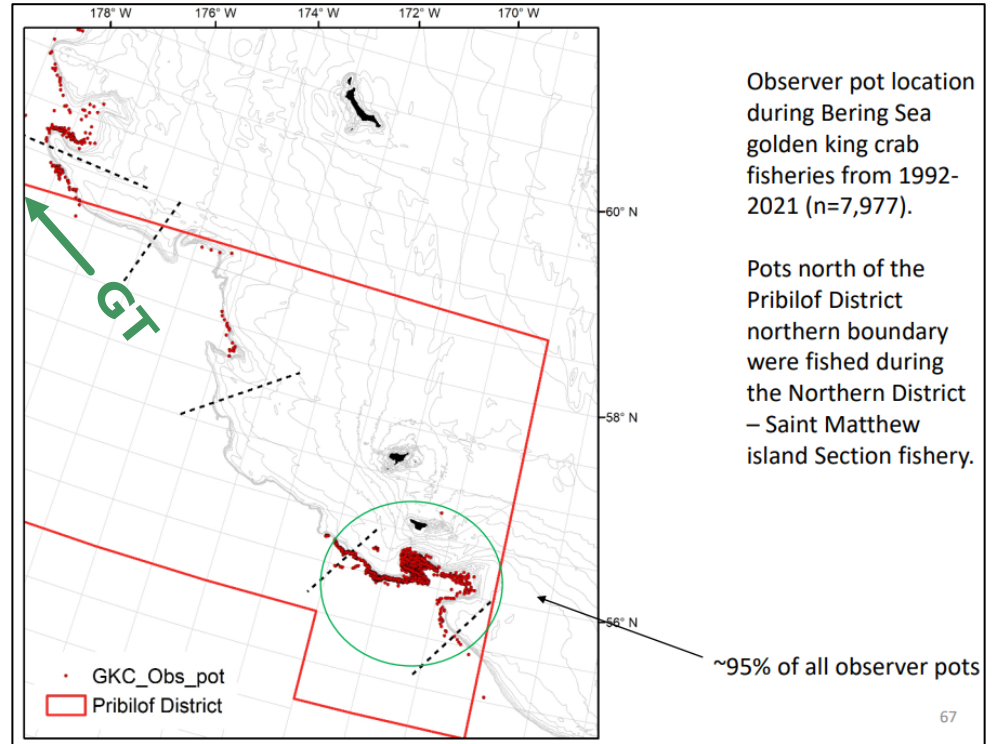 178° W 176° W 174° W 172° W 170° W
60° N
58° N
56° N
GT
GKC_Obs_pot
Pribilof District
Observer pot location
during Bering Sea
golden king crab
fisheries from 1992-
2021 (n=7,977).
Pots north of the
Pribilof District
northern boundary
were fished during
the Northern District
– Saint Matthew
island Section fishery.
~95% of all observer pots
67